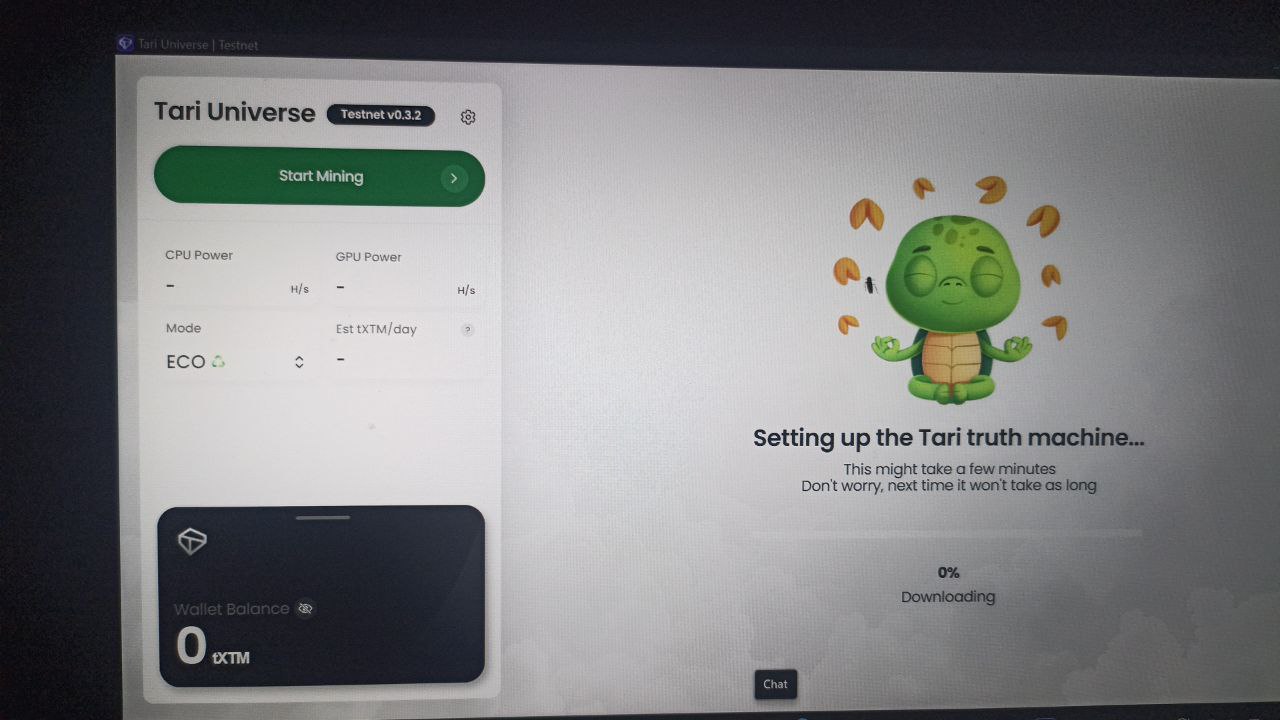 Tari Universe | Testnet
Tari Universe
Testnet v0.3.2
Start Mining
CPU Power
GPU Power
-
H/s
-
H/s
Mode
Est tXTM/day
?
ECO
-
Wallet Balance
0 tXTM
Setting up the Tari truth machine...
This might take a few minutes
Don't worry, next time it won't take as long
0%
Downloading
Chat